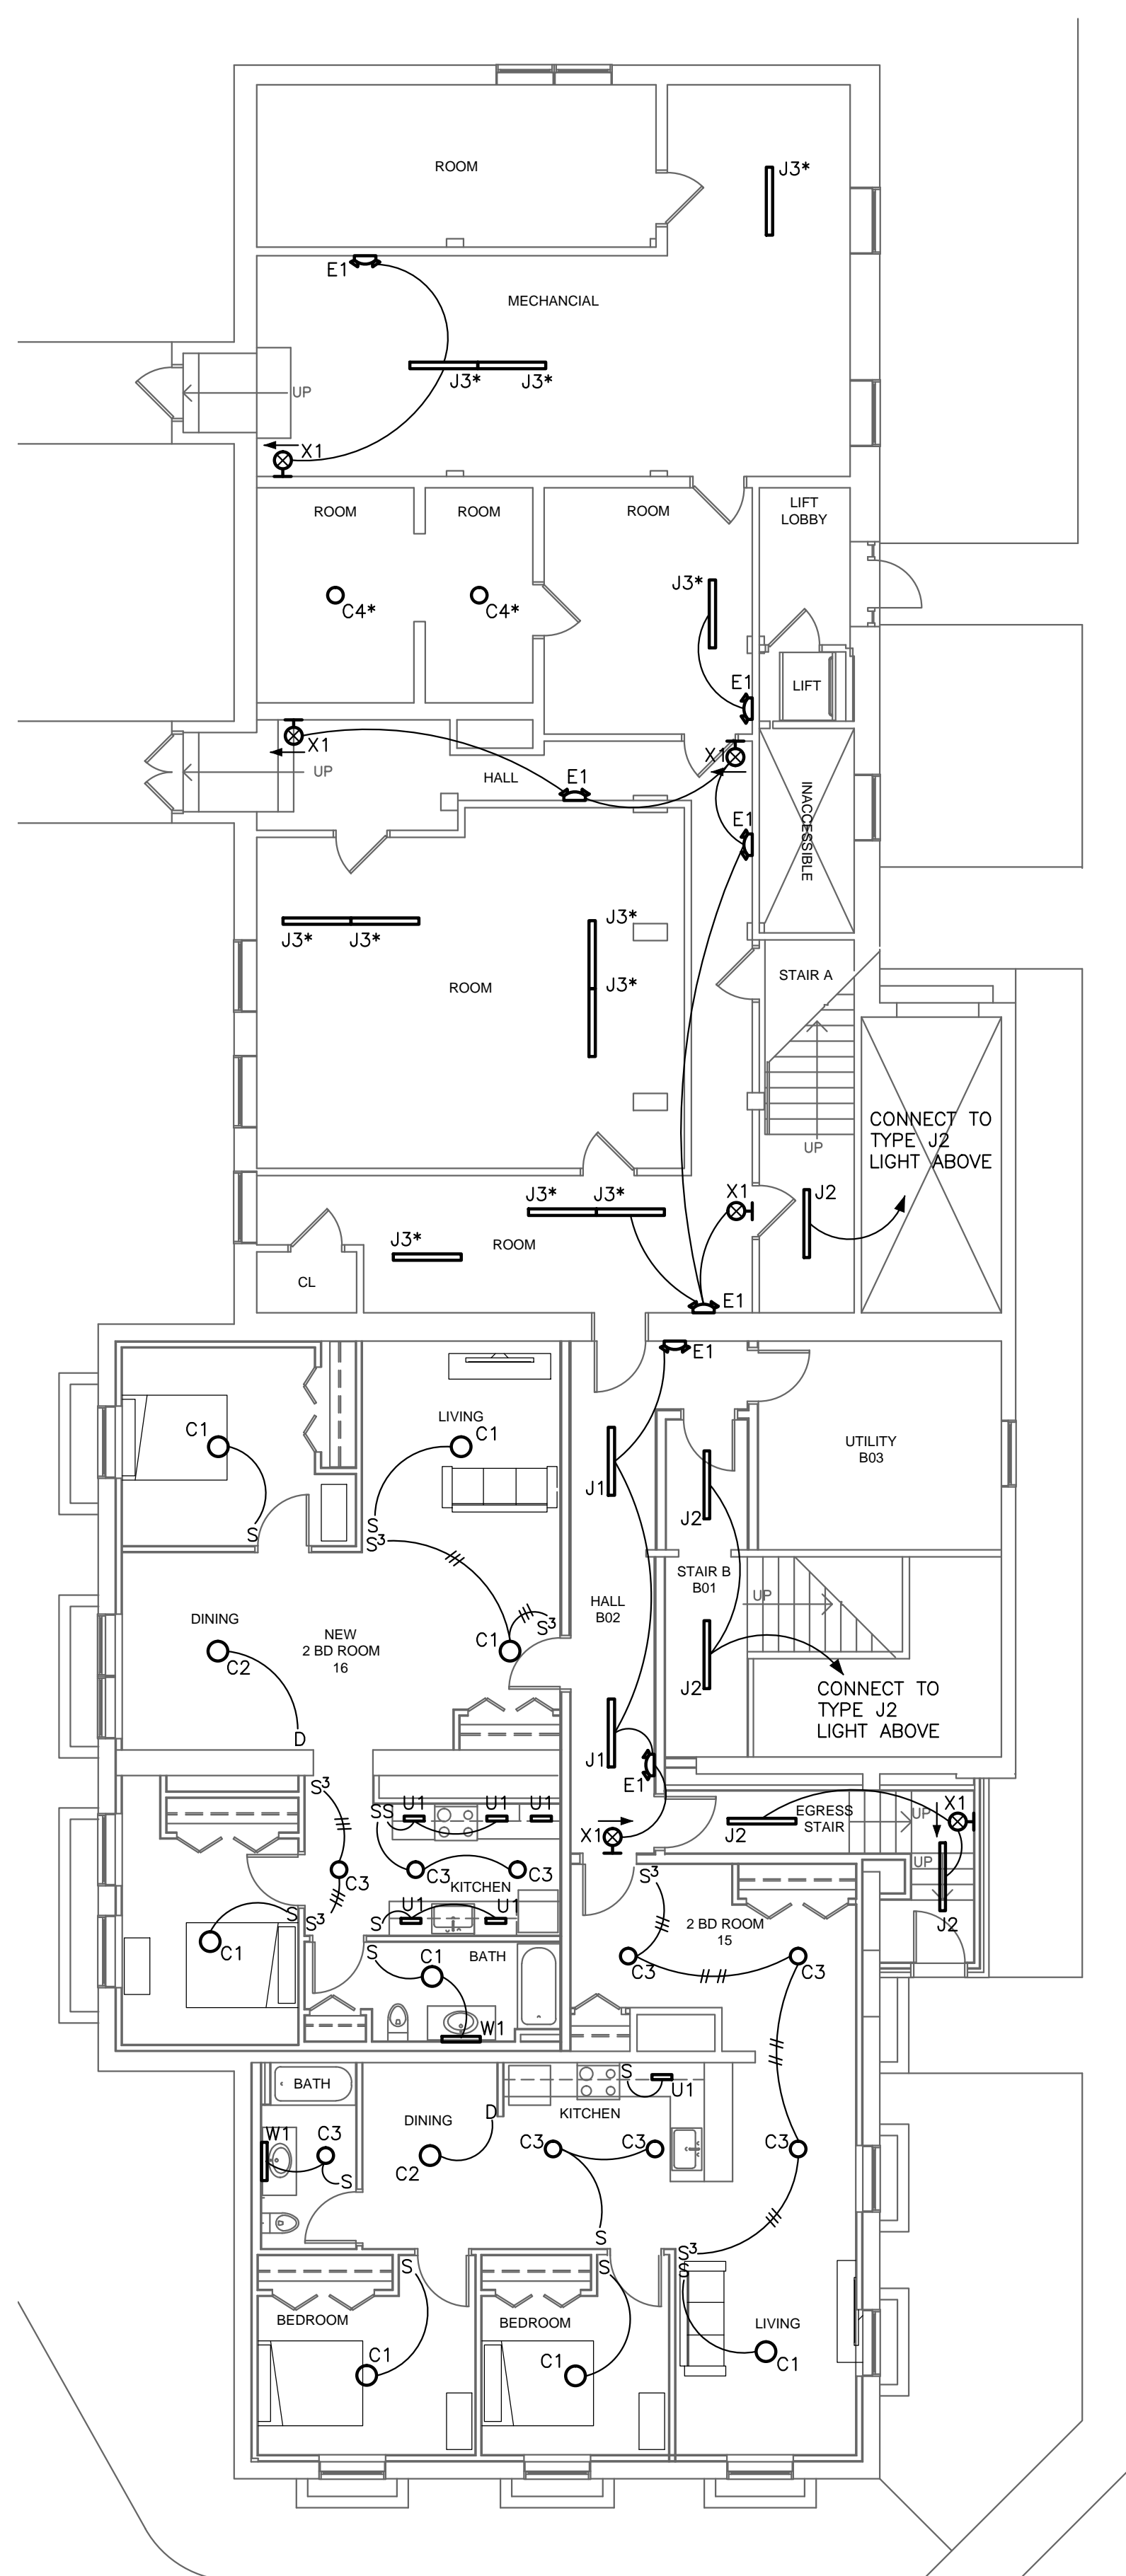 ROOM
J3*
E1
MECHANCIAL
J3* J3*
UP
X1
ROOM
ROOM
ROOM
LIFT
LOBBY
C4*
C4*
J3*
E1
LIFT
X1
UP
HALL
E1
X1
E1
INACCESSIBLE
J3* J3*
J3*
J3*
ROOM
STAIR A
UP
CONNECT TO
TYPE J2
LIGHT ABOVE
J3* J3*
X1
J2
J3*
ROOM
CL
E1
E1
C1
S
LIVING
C1
S
S3
J1
J2
UTILITY
B03
STAIR B
B01
UP
HALL
B02
DINING
C2
D
NEW
2 BD ROOM
16
C1
S3
J2
CONNECT TO
TYPE J2
LIGHT ABOVE
J1
E1
X1
S3
SS
U1
U1
U1
C3
C3
C3
KITCHEN
U1
U1
S
S
S3
C1
S
C1
BATH
W1
J2
EGRESS
STAIR
UP
X1
UP
J2
S3
2 BD ROOM
15
C3
C3
BATH
W1
C3
S
DINING
D
C2
KITCHEN
S
U1
C3
C3
C3
S
S3
S
S
S
BEDROOM
C1
BEDROOM
C1
LIVING
C1